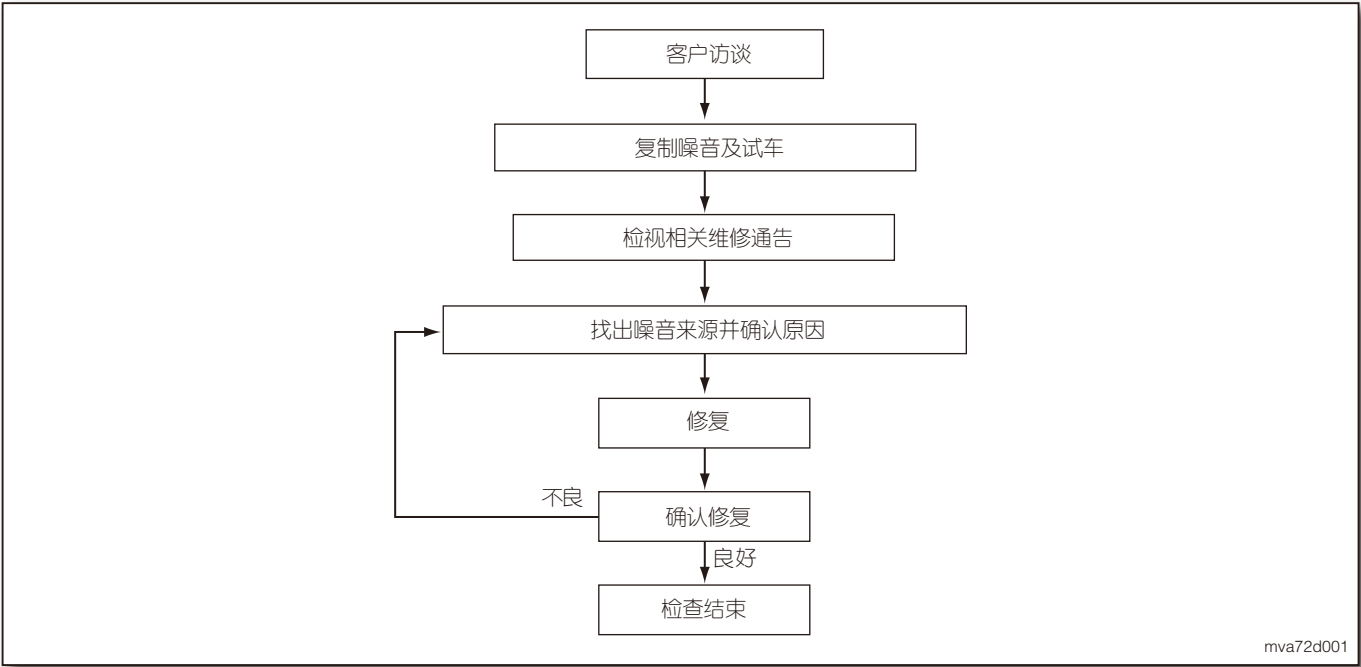 客户访谈
复制噪音及试车
检视相关维修通告
找出噪音来源并确认原因
修复
不良
确认修复
良好
检查结束
mva72d001